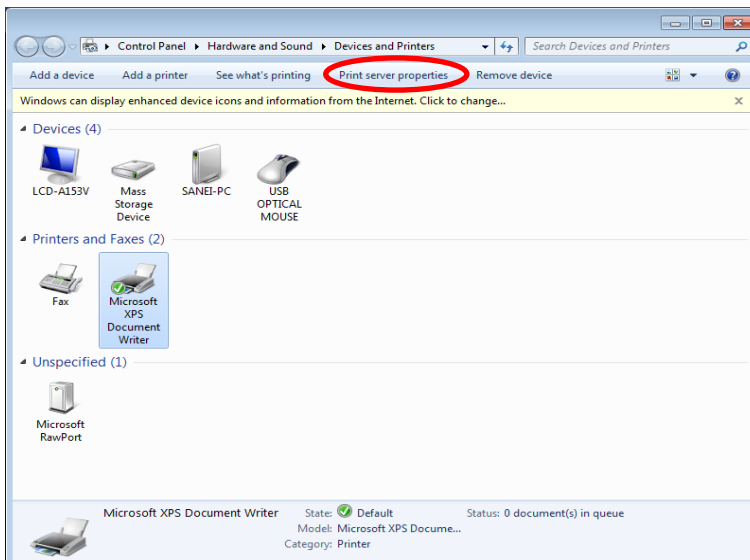 Control Panel Hardware and Sound Devices and Printers Search Devices and Printers
Add a device Add a printer See what's printing Print server properties Remove device
Windows can display enhanced device icons and information from the Internet. Click to change...
Devices (4)
LCD-A153V
Mass
Storage
Device
SANEI-PC
USB
OPTICAL
MOUSE
Printers and Faxes (2)
Fax
Microsoft
XPS
Document
Writer
Unspecified (1)
Microsoft
RawPort
Microsoft XPS Document Writer State: Default Status: 0 document(s) in queue
Model: Microsoft XPS Docume...
Category: Printer